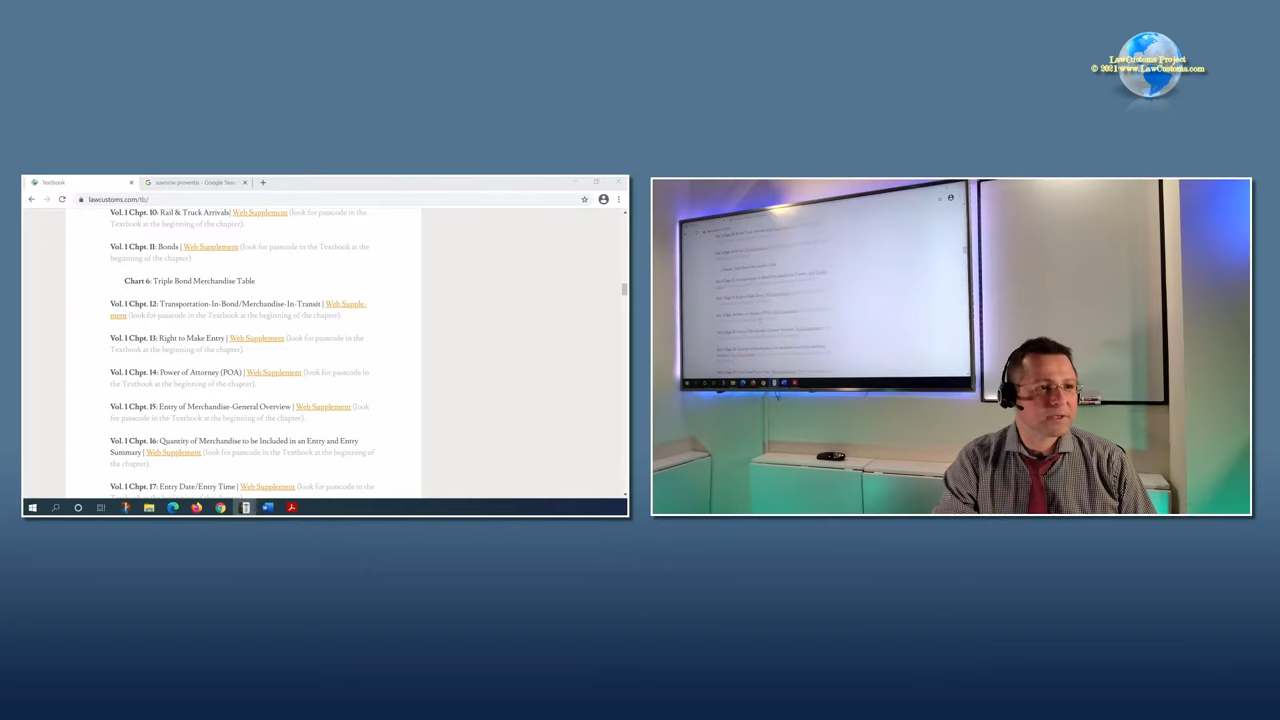 LawCustoms Project
© 2021 www.LawCustoms.com
Textbook
suvorov proverbs - Google Sea
lawcustoms.com/tb/
Vol. 1 Chpt. 10: Rail & Truck Arrivals| Web Supplement (look for passcode in the
Textbook at the beginning of the chapter).
Vol. 1 Chpt. 11: Bonds | Web Supplement (look for passcode in the Textbook at the
beginning of the chapter)
Chart 6: Triple Bond Merchandise Table
Vol. 1 Chpt. 12: Transportation-In-Bond/Merchandise-In-Transit | Web Supple-
ment (look for passcode in the Textbook at the beginning of the chapter).
Vol. 1 Chpt. 13: Right to Make Entry | Web Supplement (look for passcode in the
Textbook at the beginning of the chapter).
Vol. 1 Chpt. 14: Power of Attorney (POA) | Web Supplement (look for passcode in
the Textbook at the beginning of the chapter).
Vol. 1 Chpt. 15: Entry of Merchandise-General Overview | Web Supplement (look
for passcode in the Textbook at the beginning of the chapter).
Vol. 1 Chpt. 16: Quantity of Merchandise to be Included in an Entry and Entry
Summary | Web Supplement (look for passcode in the Textbook at the beginning of
the chapter).
Vol. 1 Chpt. 17: Entry Date/Entry Time | Web Supplement (look for passcode in the